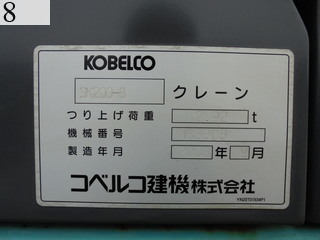 8
KOBELCO
クレーン
つり上げ荷重 t
機械番号
製造年月 年 月
コベルコ建機株式会社